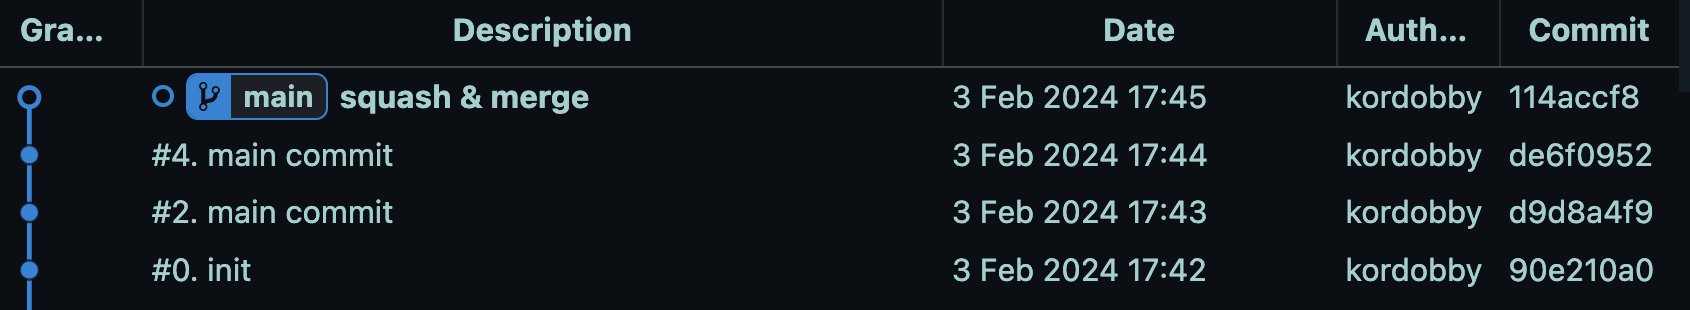 Gra... Description Date Auth... Commit
main squash & merge 3 Feb 2024 17:45 kordobby 114accf8
#4. main commit 3 Feb 2024 17:44 kordobby de6f0952
#2. main commit 3 Feb 2024 17:43 kordobby d9d8a4f9
#0. init 3 Feb 2024 17:42 kordobby 90e210a0